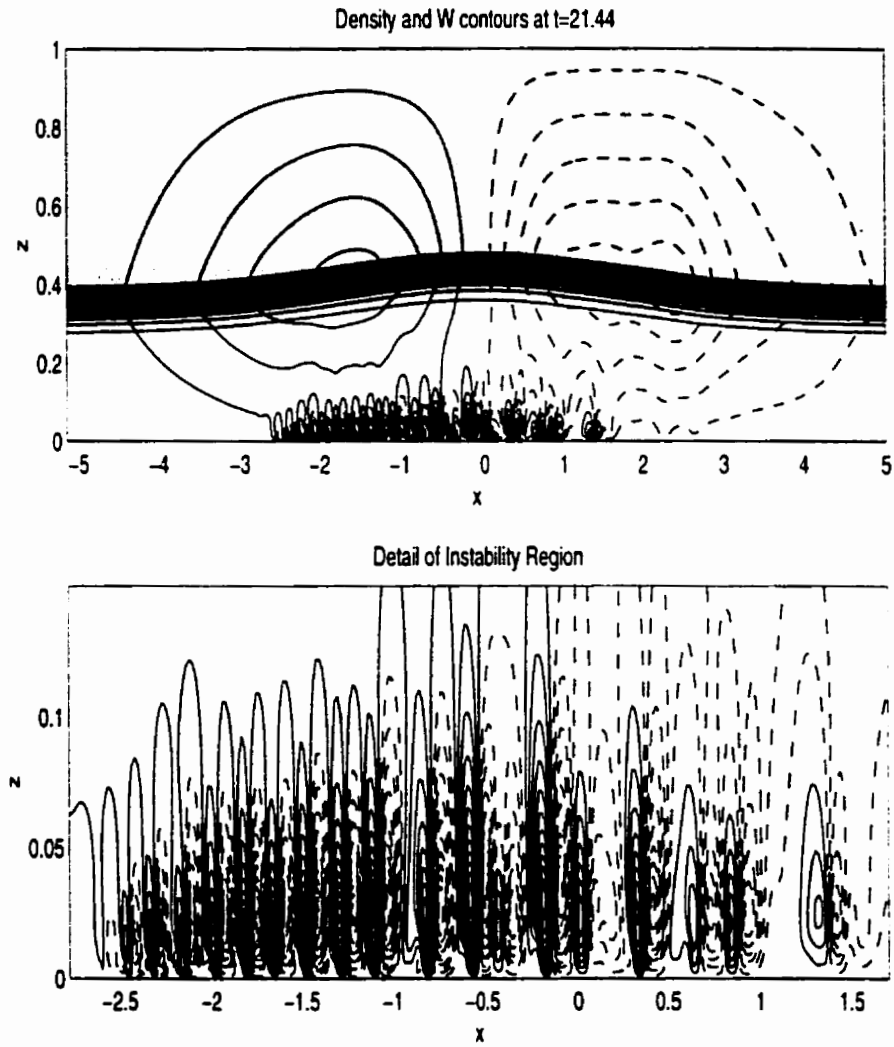 Density and W contours at t=21.44
1
0.8
0.6
z
0.4
0.2
0
-5 -4 -3 -2 -1 0 1 2 3 4 5
x
Detail of Instability Region
0.1
z
0.05
0
-2.5 -2 -1.5 -1 -0.5 0 0.5 1 1.5
x